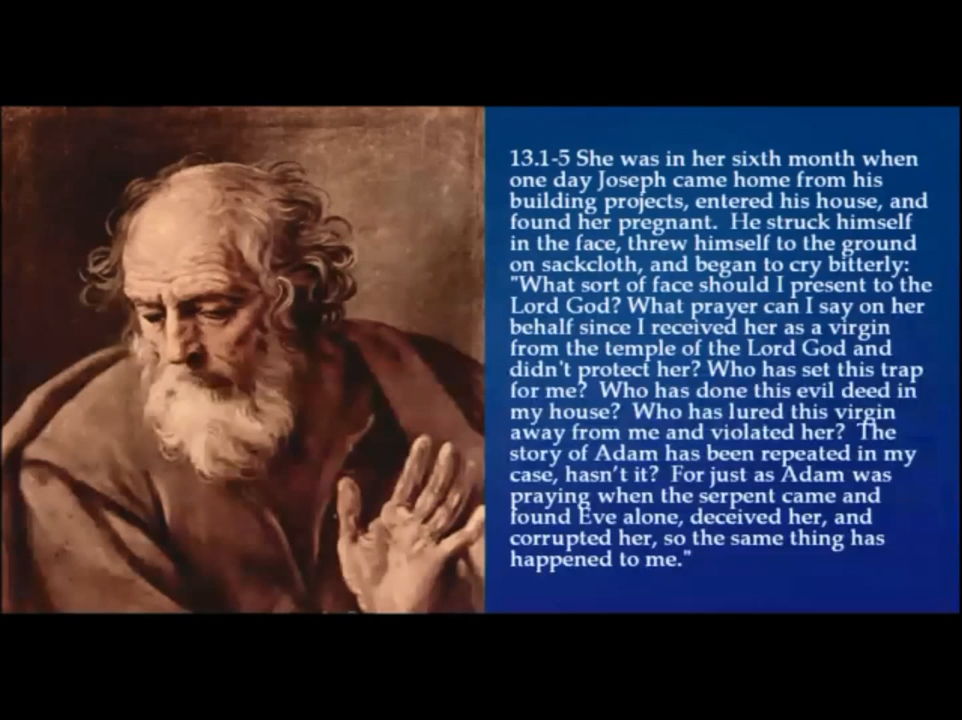 13.1-5 She was in her sixth month when
one day Joseph came home from his
building projects, entered his house, and
found her pregnant.  He struck himself
in the face, threw himself to the ground
on sackcloth, and began to cry bitterly:
"What sort of face should I present to the
Lord God? What prayer can I say on her
behalf since I received her as a virgin
from the temple of the Lord God and
didn't protect her? Who has set this trap
for me?  Who has done this evil deed in
my house?  Who has lured this virgin
away from me and violated her?  The
story of Adam has been repeated in my
case, hasn't it?  For just as Adam was
praying when the serpent came and
found Eve alone, deceived her, and
corrupted her, so the same thing has
happened to me."